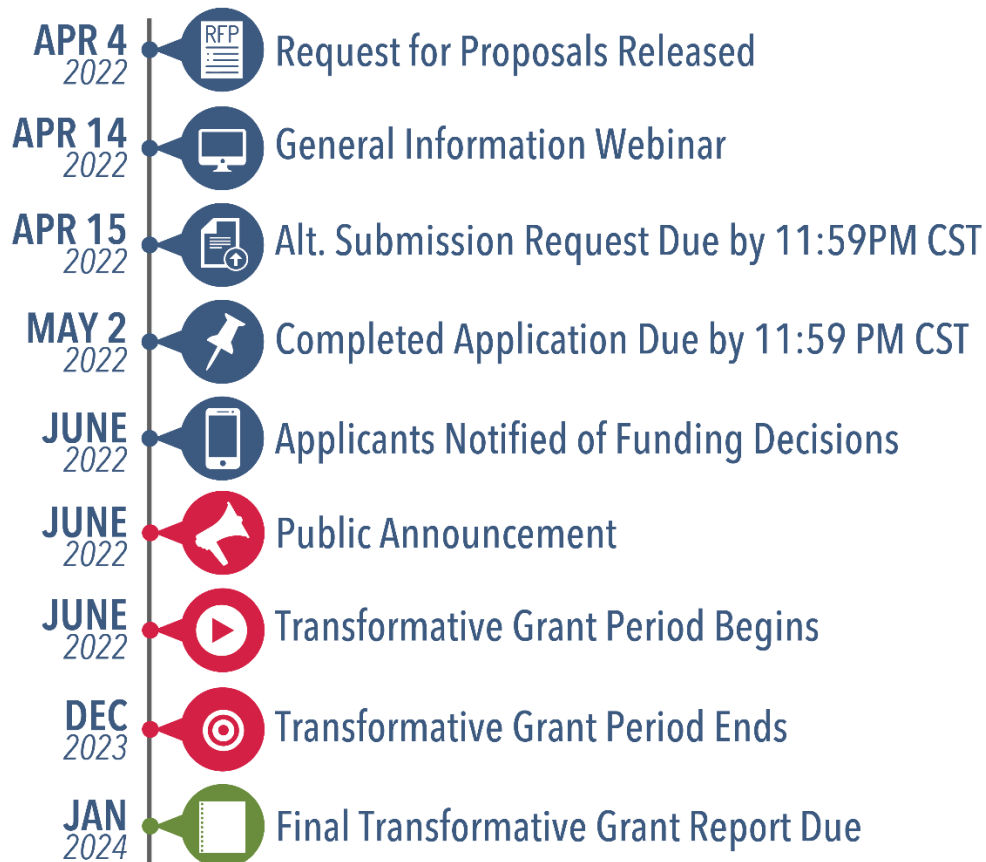 APR 4
2022
RFP
Request for Proposals Released
APR 14
2022
General Information Webinar
APR 15
2022
Alt. Submission Request Due by 11:59PM CST
MAY 2
2022
Completed Application Due by 11:59 PM CST
JUNE
2022
Applicants Notified of Funding Decisions
JUNE
2022
Public Announcement
JUNE
2022
Transformative Grant Period Begins
DEC
2023
Transformative Grant Period Ends
JAN
2024
Final Transformative Grant Report Due